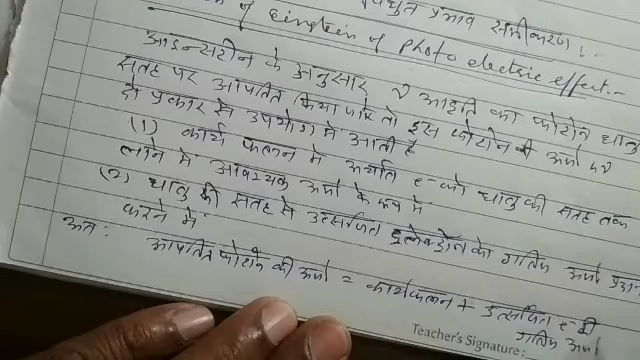 विद्युत प्रभाव समीकरण :-
of Einstein of photo electric effect:-
आइन्सटीन के अनुसार ν आवृति का फोटोन धातु
सतह पर आपतित किया जाये तो इस फोटोन की ऊर्जा hν
दो प्रकार से उपयोग में आती है
(1) कार्य फलन में अर्थात e- को धातु की सतह तक
लाने में आवश्यक ऊर्जा के रूप में
(2) धातु की सतह से उत्सर्जित इलेक्ट्रोन को गतिज ऊर्जा प्रदान
करने में
अत: आपतित फोटोन की ऊर्जा = कार्यफलन + उत्सर्जित e- की
गतिज ऊर्जा
Teacher's Signature: